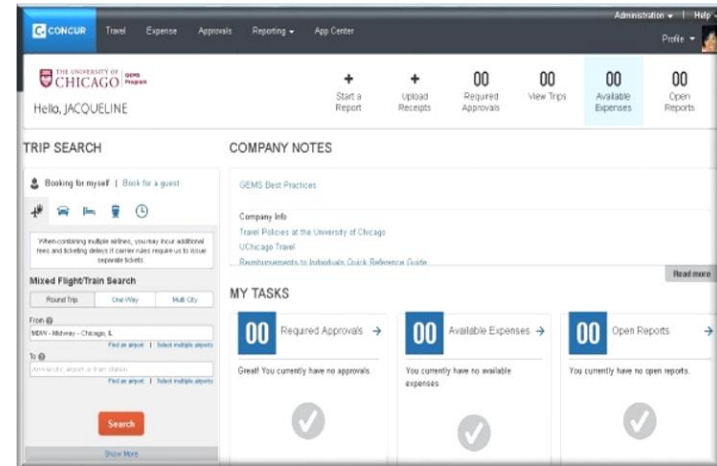 Administration | Help
CONCUR Travel Expense Approvals Reporting App Center
Profile
THE UNIVERSITY OF CHICAGO GEMS Program
Hello, JACQUELINE
+ Start a Report
+ Upload Receipts
00 Required Approvals
00 View Trips
00 Available Expenses
00 Open Reports
TRIP SEARCH
Booking for myself | Book for a guest
When combining multiple airlines, you may incur additional
fees and ticketing delays if carrier rules require us to issue
separate tickets.
Mixed Flight/Train Search
Round Trip One Way Multi City
From
MDW - Midway - Chicago, IL
Find an airport | Select multiple airports
To
Arrival city, airport or train station
Find an airport | Select multiple airports
Search
Show More
COMPANY NOTES
GEMS Best Practices
Company Info
Travel Policies at the University of Chicago
UChicago Travel
Reimbursements to Individuals Quick Reference Guide
Read more
MY TASKS
00 Required Approvals →
Great! You currently have no approvals.
00 Available Expenses →
You currently have no available
expenses.
00 Open Reports →
You currently have no open reports.